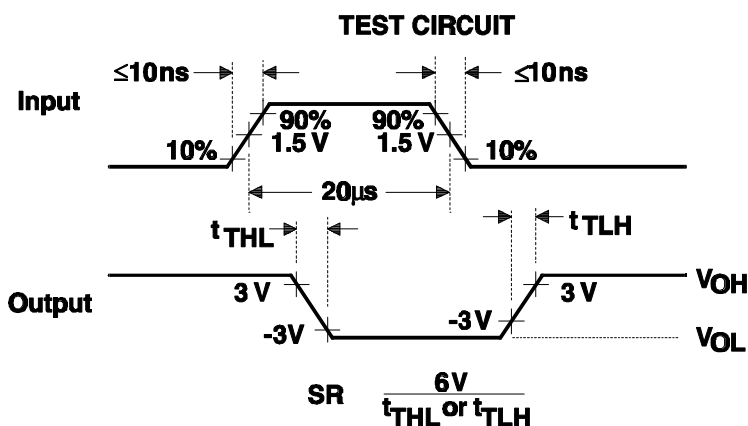 TEST CIRCUIT
≤10ns ≤10ns
Input
90% 90%
1.5 V 1.5 V
10% 10%
20µs
tTHL tTLH
Output
3 V 3 V
VOH
-3V -3V
VOL
SR 6V
tTHL or tTLH